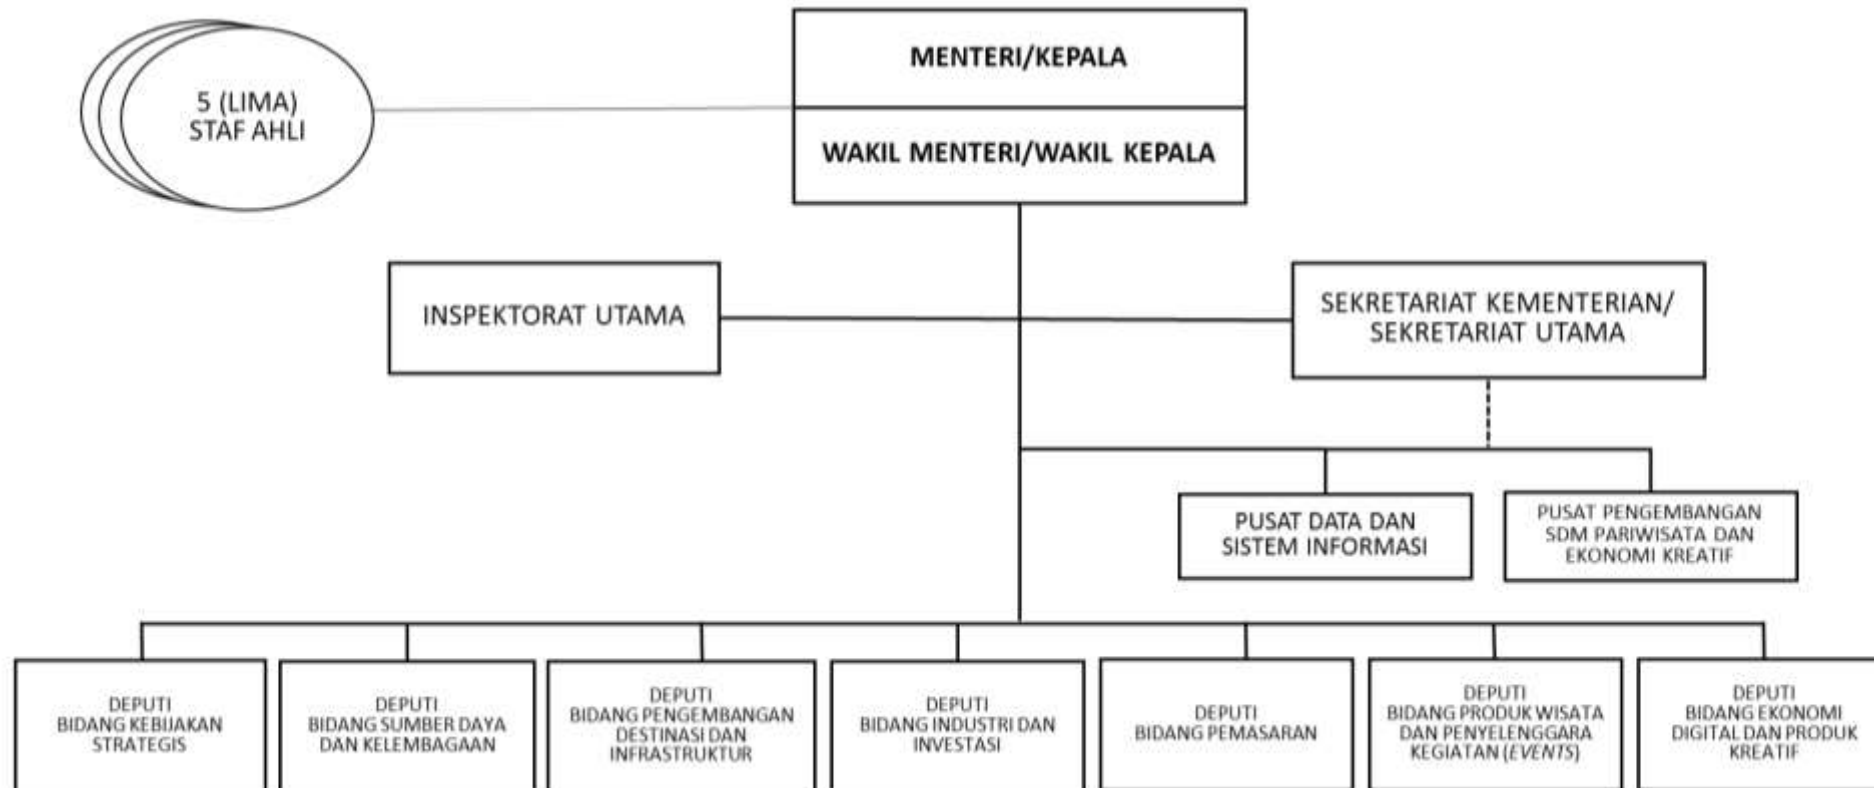 5 (LIMA)
STAF AHLI
MENTERI/KEPALA
WAKIL MENTERI/WAKIL KEPALA
INSPEKTORAT UTAMA
SEKRETARIAT KEMENTERIAN/
SEKRETARIAT UTAMA
PUSAT DATA DAN
SISTEM INFORMASI
PUSAT PENGEMBANGAN
SDM PARIWISATA DAN
EKONOMI KREATIF
DEPUTI
BIDANG KEBIJAKAN
STRATEGIS
DEPUTI
BIDANG SUMBER DAYA
DAN KELEMBAGAAN
DEPUTI
BIDANG PENGEMBANGAN
DESTINASI DAN
INFRASTRUKTUR
DEPUTI
BIDANG INDUSTRI DAN
INVESTASI
DEPUTI
BIDANG PEMASARAN
DEPUTI
BIDANG PRODUK WISATA
DAN PENYELENGGARA
KEGIATAN (EVENTS)
DEPUTI
BIDANG EKONOMI
DIGITAL DAN PRODUK
KREATIF